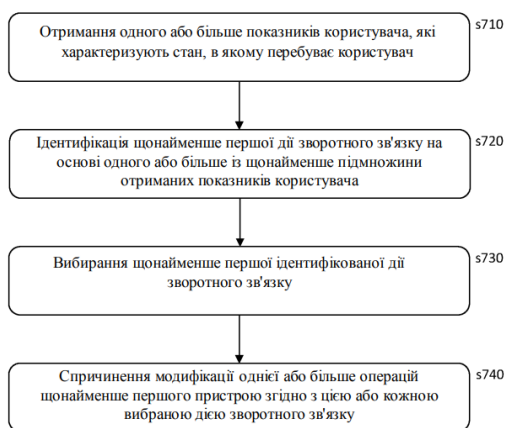 Отримання одного або більше показників користувача, які
характеризують стан, в якому перебуває користувач
s710
Ідентифікація щонайменше першої дії зворотного зв'язку на
основі одного або більше із щонайменше підмножини
отриманих показників користувача
s720
Вибирання щонайменше першої ідентифікованої дії
зворотного зв'язку
s730
Спричинення модифікації однієї або більше операцій
щонайменше першого пристрою згідно з цією або кожною
вибраною дією зворотного зв'язку
s740